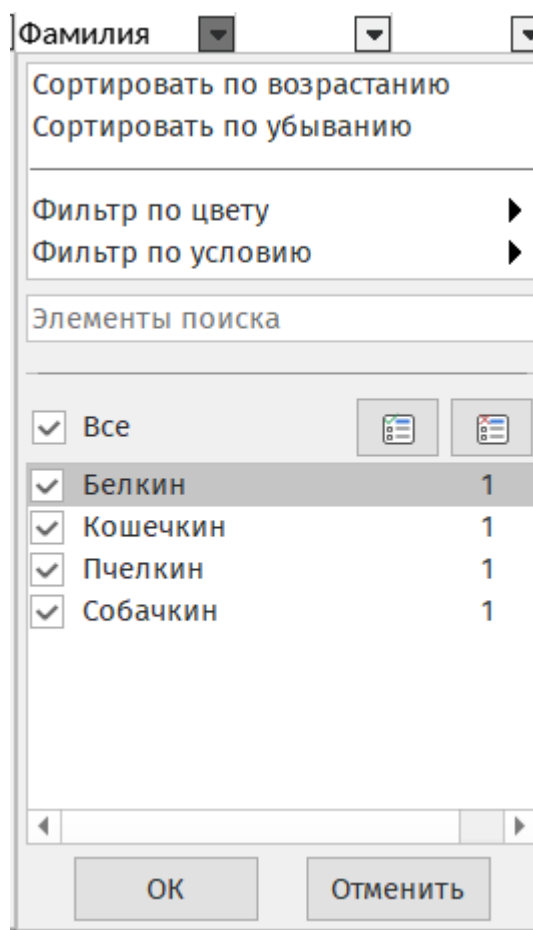 Фамилия
Сортировать по возрастанию
Сортировать по убыванию
Фильтр по цвету
Фильтр по условию
Элементы поиска
Все
Белкин 1
Кошечкин 1
Пчелкин 1
Собачкин 1
ОК Отменить